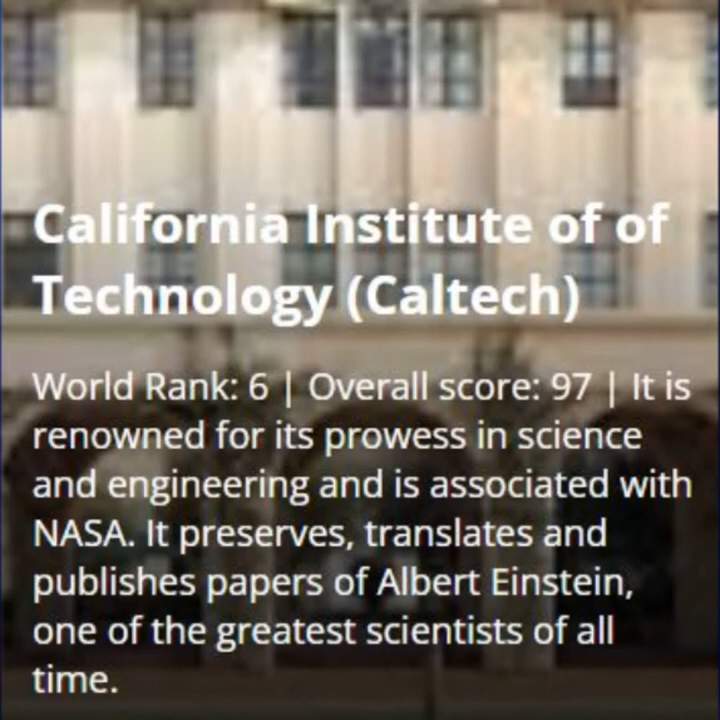 California Institute of of
Technology (Caltech)
World Rank: 6 | Overall score: 97 | It is
renowned for its prowess in science
and engineering and is associated with
NASA. It preserves, translates and
publishes papers of Albert Einstein,
one of the greatest scientists of all
time.